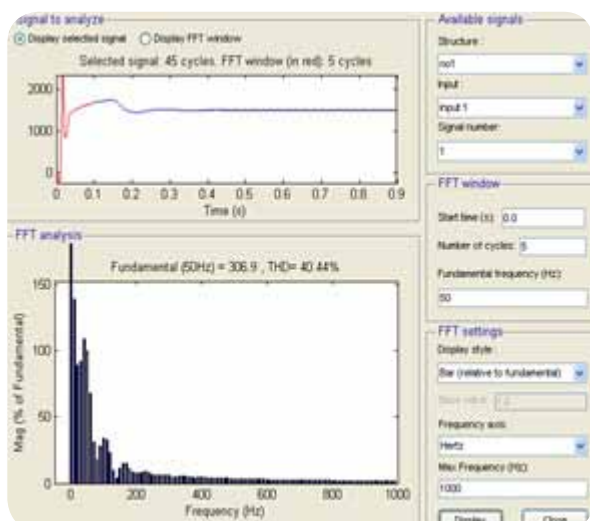 Signal to analyze
Display selected signal Display FFT window
Selected signal: 45 cycles. FFT window (in red): 5 cycles
2000
1000
0
0 0.1 0.2 0.3 0.4 0.5 0.6 0.7 0.8 0.9
Time (s)
FFT analysis
Fundamental (50Hz) = 306.9 , THD= 40.44%
150
100
50
0
Mag (% of Fundamental)
0 200 400 600 800 1000
Frequency (Hz)
Available signals
Structure :
Input :
input 1
Signal number:
1
FFT window
Start time (s): 0.0
Number of cycles: 5
Fundamental frequency (Hz):
50
FFT settings
Display style :
Bar (relative to fundamental)
Base value: 1.0
Frequency axis:
Hertz
Max Frequency (Hz):
1000
Display Close